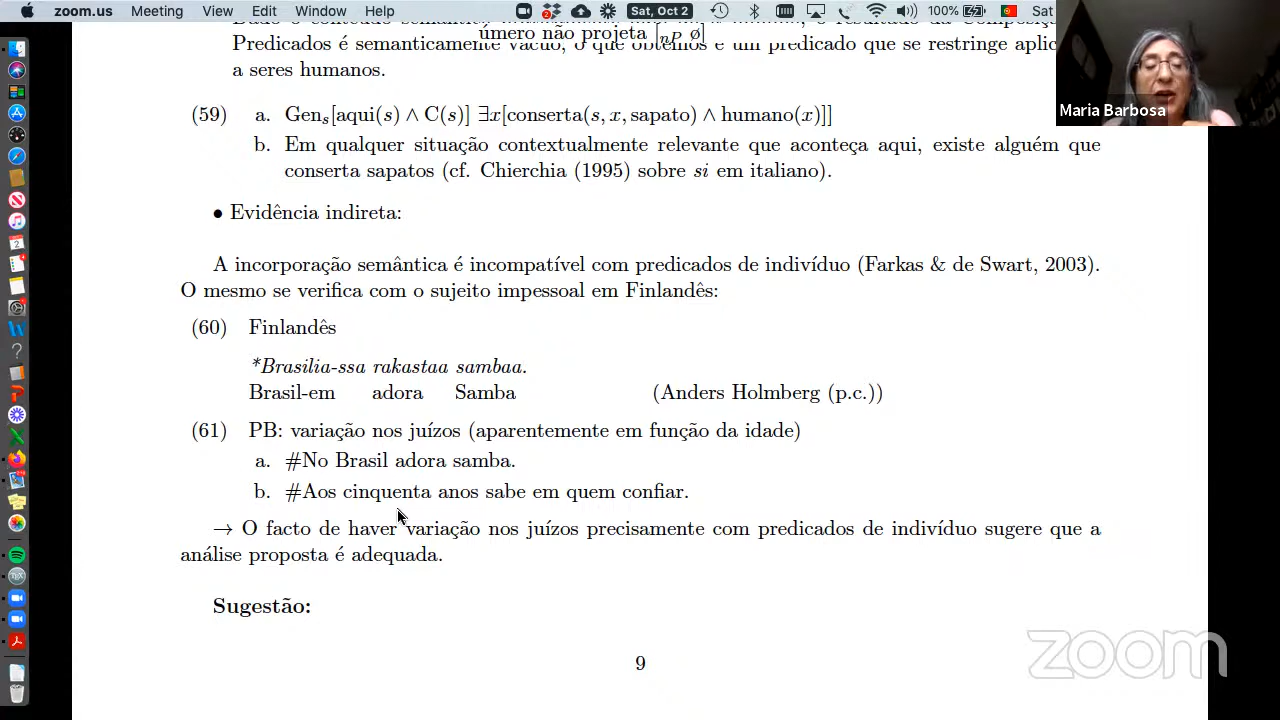 zoom.us Meeting View Edit Window Help Sat, Oct 2 100% Sat
úmero não projeta [nP ø]
Predicados é semanticamente vácuo, o que obtemos é um predicado que se restringe aplic
a seres humanos.
Maria Barbosa
(59) a. Gens[aqui(s) ∧ C(s)] ∃x[conserta(s, x, sapato) ∧ humano(x)]]
b. Em qualquer situação contextualmente relevante que aconteça aqui, existe alguém que
conserta sapatos (cf. Chierchia (1995) sobre si em italiano).
• Evidência indireta:
A incorporação semântica é incompatível com predicados de indivíduo (Farkas & de Swart, 2003).
O mesmo se verifica com o sujeito impessoal em Finlandês:
(60) Finlandês
*Brasilia-ssa rakastaa sambaa.
Brasil-em adora Samba (Anders Holmberg (p.c.))
(61) PB: variação nos juízos (aparentemente em função da idade)
a. #No Brasil adora samba.
b. #Aos cinquenta anos sabe em quem confiar.
→ O facto de haver variação nos juízos precisamente com predicados de indivíduo sugere que a
análise proposta é adequada.
Sugestão:
9
zoom